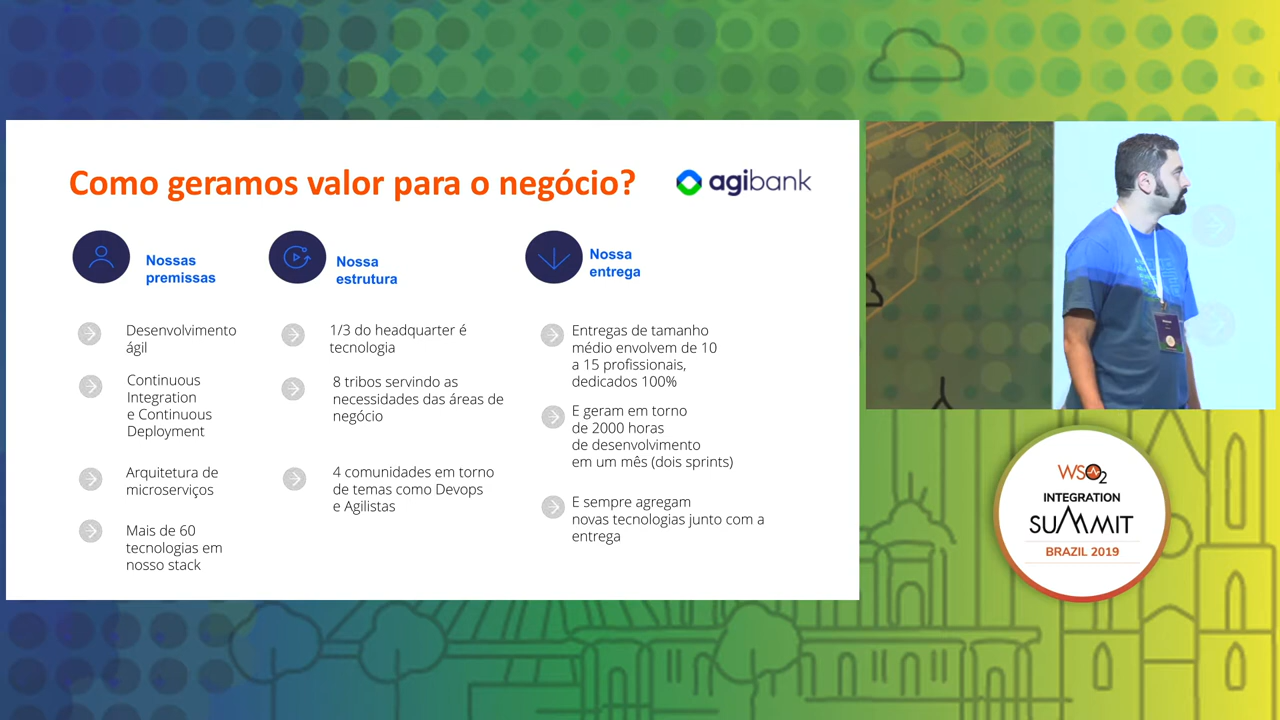 Como geramos valor para o negócio?
agibank
Nossas
premissas
Desenvolvimento
ágil
Continuous
Integration
e Continuous
Deployment
Arquitetura de
microserviços
Mais de 60
tecnologias em
nosso stack
Nossa
estrutura
1/3 do headquarter é
tecnologia
8 tribos servindo as
necessidades das áreas de
negócio
4 comunidades em torno
de temas como Devops
e Agilistas
Nossa
entrega
Entregas de tamanho
médio envolvem de 10
a 15 profissionais,
dedicados 100%
E geram em torno
de 2000 horas
de desenvolvimento
em um mês (dois sprints)
E sempre agregam
novas tecnologias junto com a
entrega
WSO2
INTEGRATION
SUMMIT
BRAZIL 2019